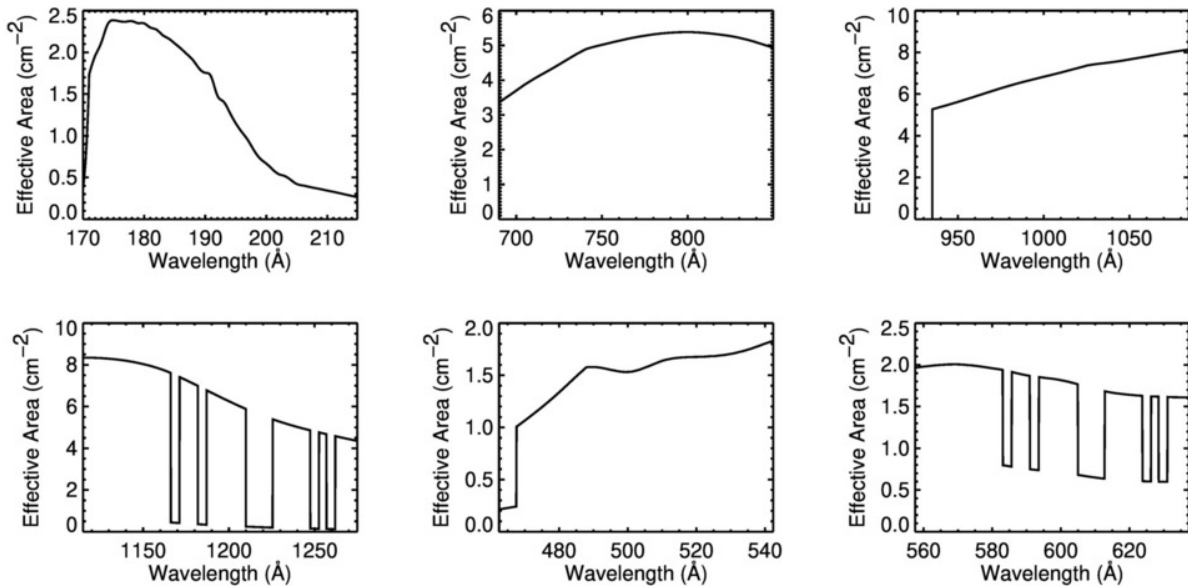 Effective Area (cm⁻²)
2.5
2.0
1.5
1.0
0.5
0.0
170 180 190 200 210
Wavelength (Å)
Effective Area (cm⁻²)
6
5
4
3
2
1
0
700 750 800
Wavelength (Å)
Effective Area (cm⁻²)
10
8
6
4
2
0
950 1000 1050
Wavelength (Å)
Effective Area (cm⁻²)
10
8
6
4
2
0
1150 1200 1250
Wavelength (Å)
Effective Area (cm⁻²)
2.0
1.5
1.0
0.5
0.0
480 500 520 540
Wavelength (Å)
Effective Area (cm⁻²)
2.5
2.0
1.5
1.0
0.5
0.0
560 580 600 620
Wavelength (Å)